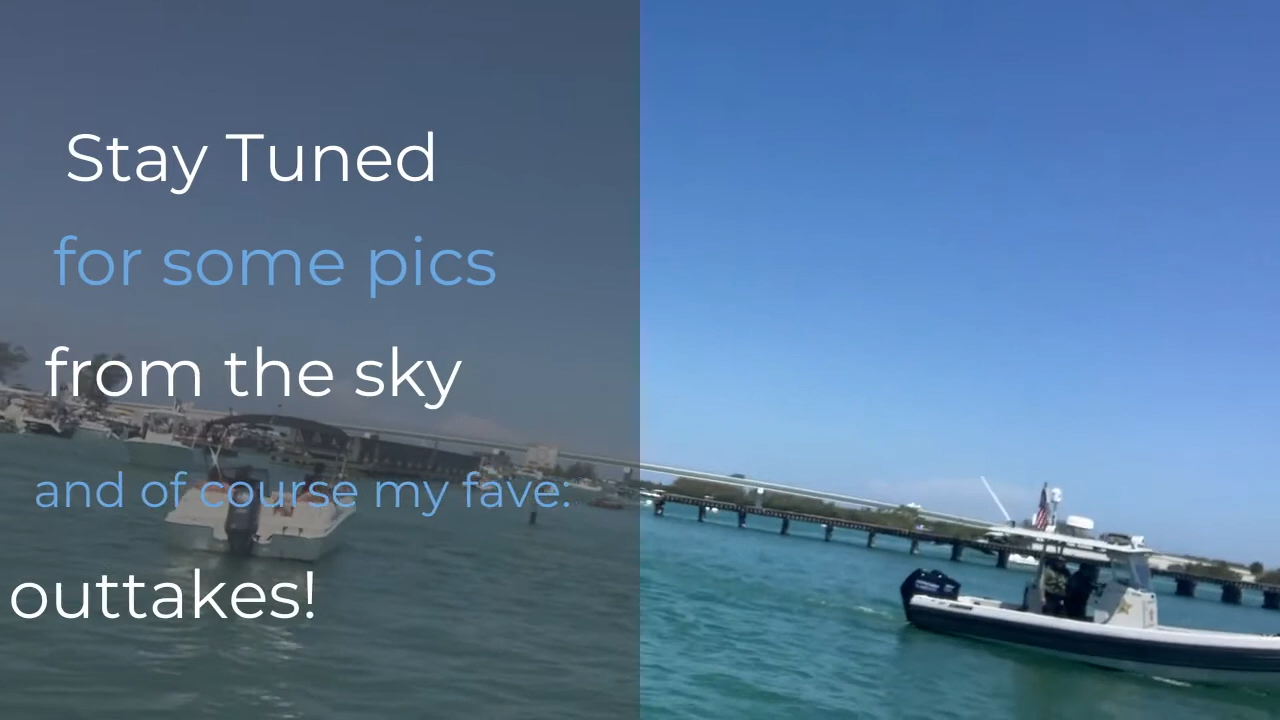 Stay Tuned
for some pics
from the sky
and of course my fave:
outtakes!